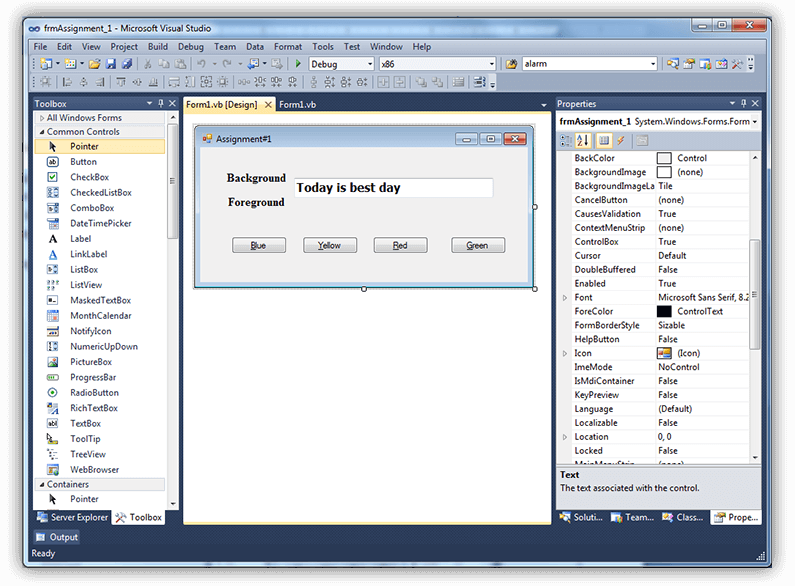 frmAssignment_1 - Microsoft Visual Studio
File Edit View Project Build Debug Team Data Format Tools Test Window Help
Debug x86 alarm
Toolbox
All Windows Forms
Common Controls
Pointer
Button
CheckBox
CheckedListBox
ComboBox
DateTimePicker
Label
LinkLabel
ListBox
ListView
MaskedTextBox
MonthCalendar
NotifyIcon
NumericUpDown
PictureBox
ProgressBar
RadioButton
RichTextBox
TextBox
ToolTip
TreeView
WebBrowser
Containers
Pointer
Server Explorer Toolbox
Form1.vb [Design] Form1.vb
Assignment#1
Background
Today is best day
Foreground
Blue Yellow Red Green
Properties
frmAssignment_1 System.Windows.Forms.Form
BackColor Control
BackgroundImage (none)
BackgroundImageLa Tile
CancelButton (none)
CausesValidation True
ContextMenuStrip (none)
ControlBox True
Cursor Default
DoubleBuffered False
Enabled True
Font Microsoft Sans Serif, 8.2
ForeColor ControlText
FormBorderStyle Sizable
HelpButton False
Icon (Icon)
ImeMode NoControl
IsMdiContainer False
KeyPreview False
Language (Default)
Localizable False
Location 0, 0
Locked False
MainMenuStrip (none)
Text
The text associated with the control.
Soluti... Team... Class... Prope...
Output
Ready